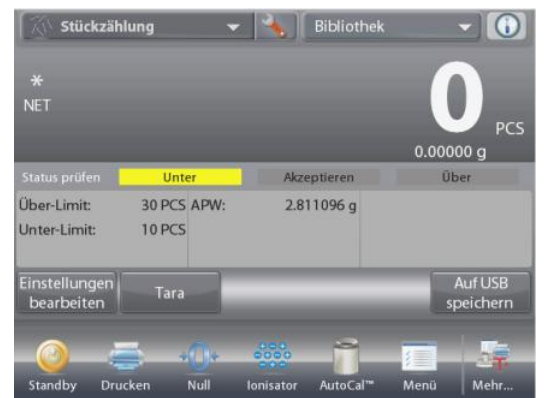 Stückzählung Bibliothek
*
NET
0 PCS
0.00000 g
Status prüfen Unter Akzeptieren Über
Über-Limit: 30 PCS APW: 2.811096 g
Unter-Limit: 10 PCS
Einstellungen bearbeiten Tara Auf USB speichern
Standby Drucken Null Ionisator AutoCal™ Menü Mehr...